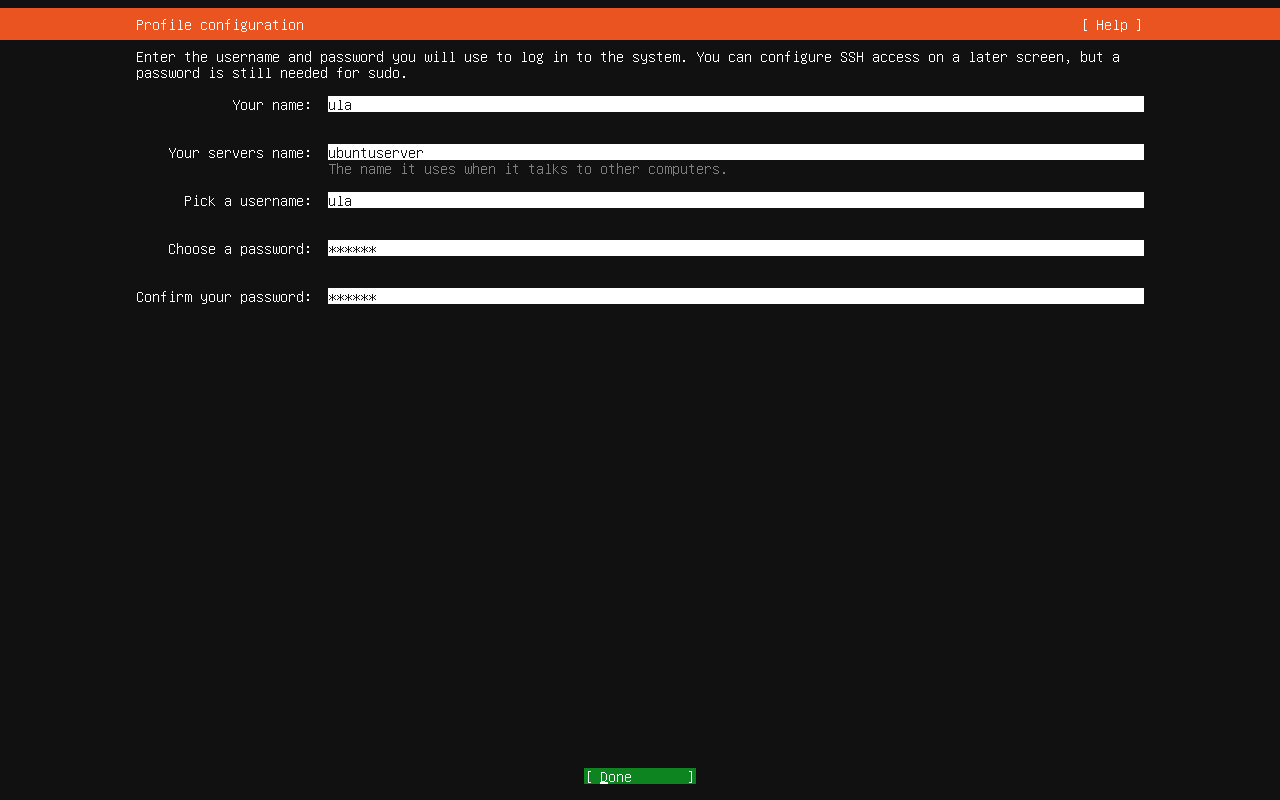 Profile configuration [ Help ]
Enter the username and password you will use to log in to the system. You can configure SSH access on a later screen, but a
password is still needed for sudo.
Your name: ula
Your servers name: ubuntuserver
The name it uses when it talks to other computers.
Pick a username: ula
Choose a password: ******
Confirm your password: ******
[ Done ]